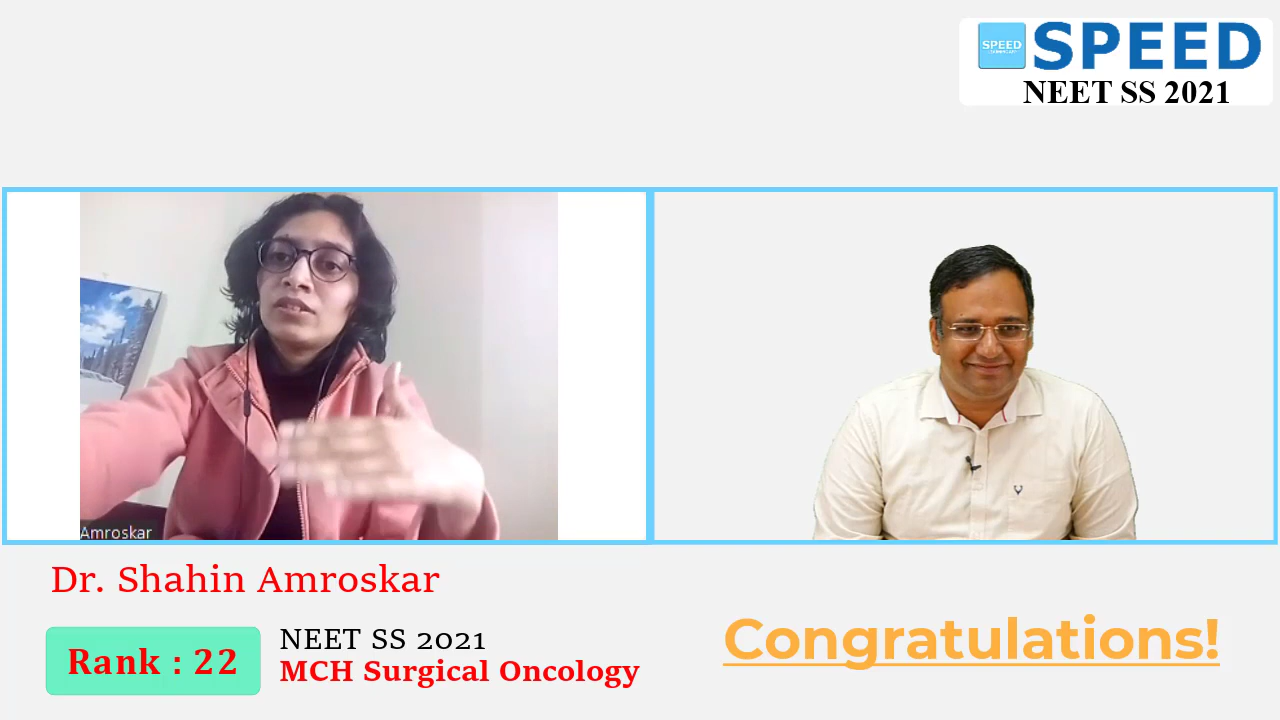 SPEED
SPEED
NEET SS 2021
Amroskar
Dr. Shahin Amroskar
Rank : 22
NEET SS 2021
MCH Surgical Oncology
Congratulations!